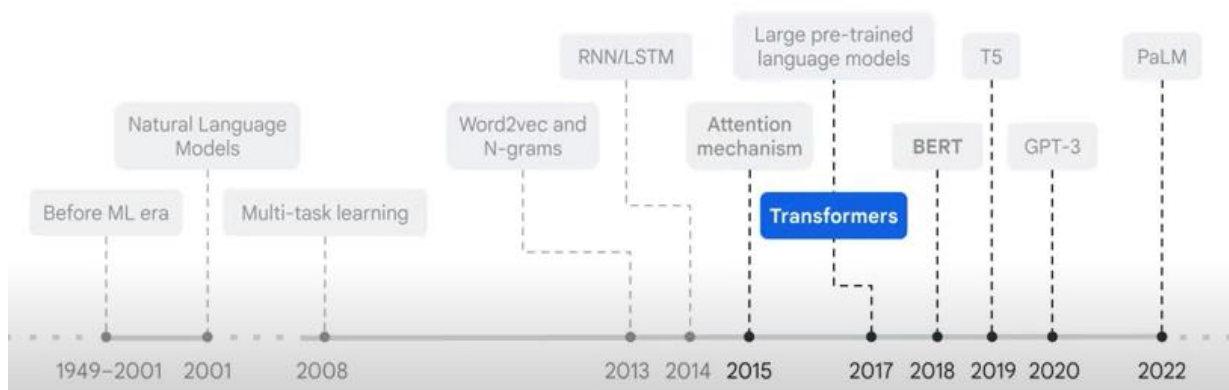 Large pre-trained
language models
RNN/LSTM
T5
PaLM
Natural Language
Models
Word2vec and
N-grams
Attention
mechanism
BERT
GPT-3
Before ML era
Multi-task learning
Transformers
1949–2001
2001
2008
2013
2014
2015
2017
2018
2019
2020
2022